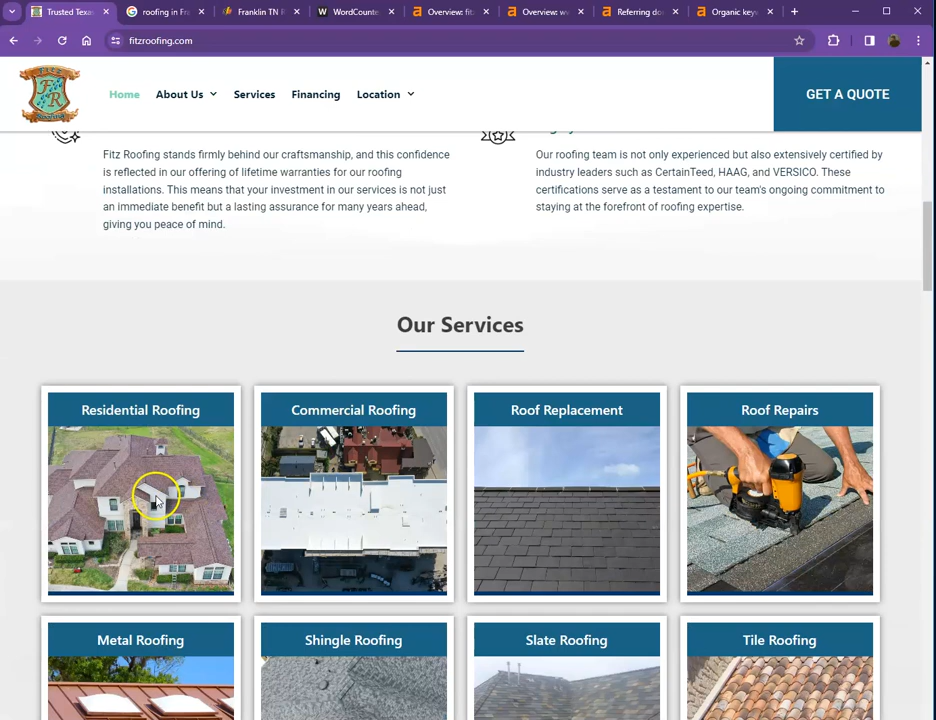 Trusted Texas
roofing in Fra
Franklin TN R
WordCounte
Overview: fit
Overview: ww
Referring do
Organic keyw
fitzroofing.com
FITZ
F R
Home
About Us
Services
Financing
Location
GET A QUOTE
Fitz Roofing stands firmly behind our craftsmanship, and this confidence
is reflected in our offering of lifetime warranties for our roofing
installations. This means that your investment in our services is not just
an immediate benefit but a lasting assurance for many years ahead,
giving you peace of mind.
Our roofing team is not only experienced but also extensively certified by
industry leaders such as CertainTeed, HAAG, and VERSICO. These
certifications serve as a testament to our team's ongoing commitment to
staying at the forefront of roofing expertise.
Our Services
Residential Roofing
Commercial Roofing
Roof Replacement
Roof Repairs
Metal Roofing
Shingle Roofing
Slate Roofing
Tile Roofing